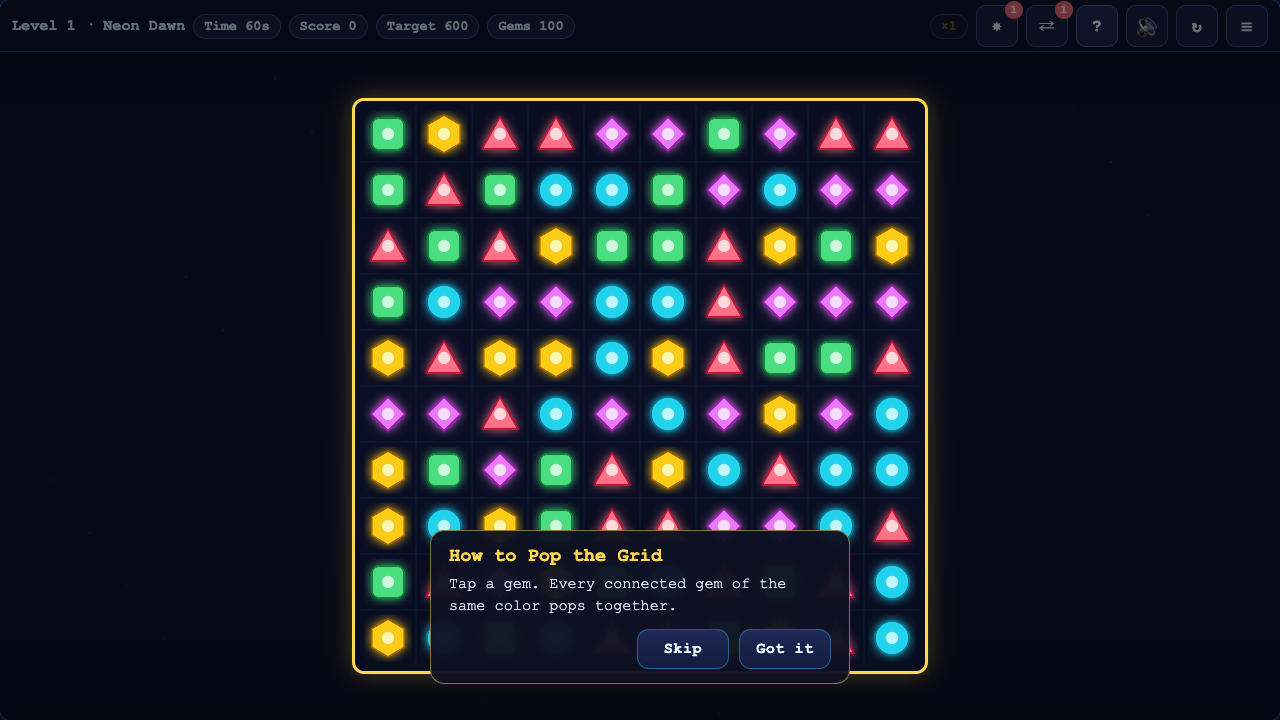 Level 1 · Neon Dawn Time 60s Score 0 Target 600 Gems 100 ×1 1 1 ?
How to Pop the Grid
Tap a gem. Every connected gem of the
same color pops together.
Skip Got it